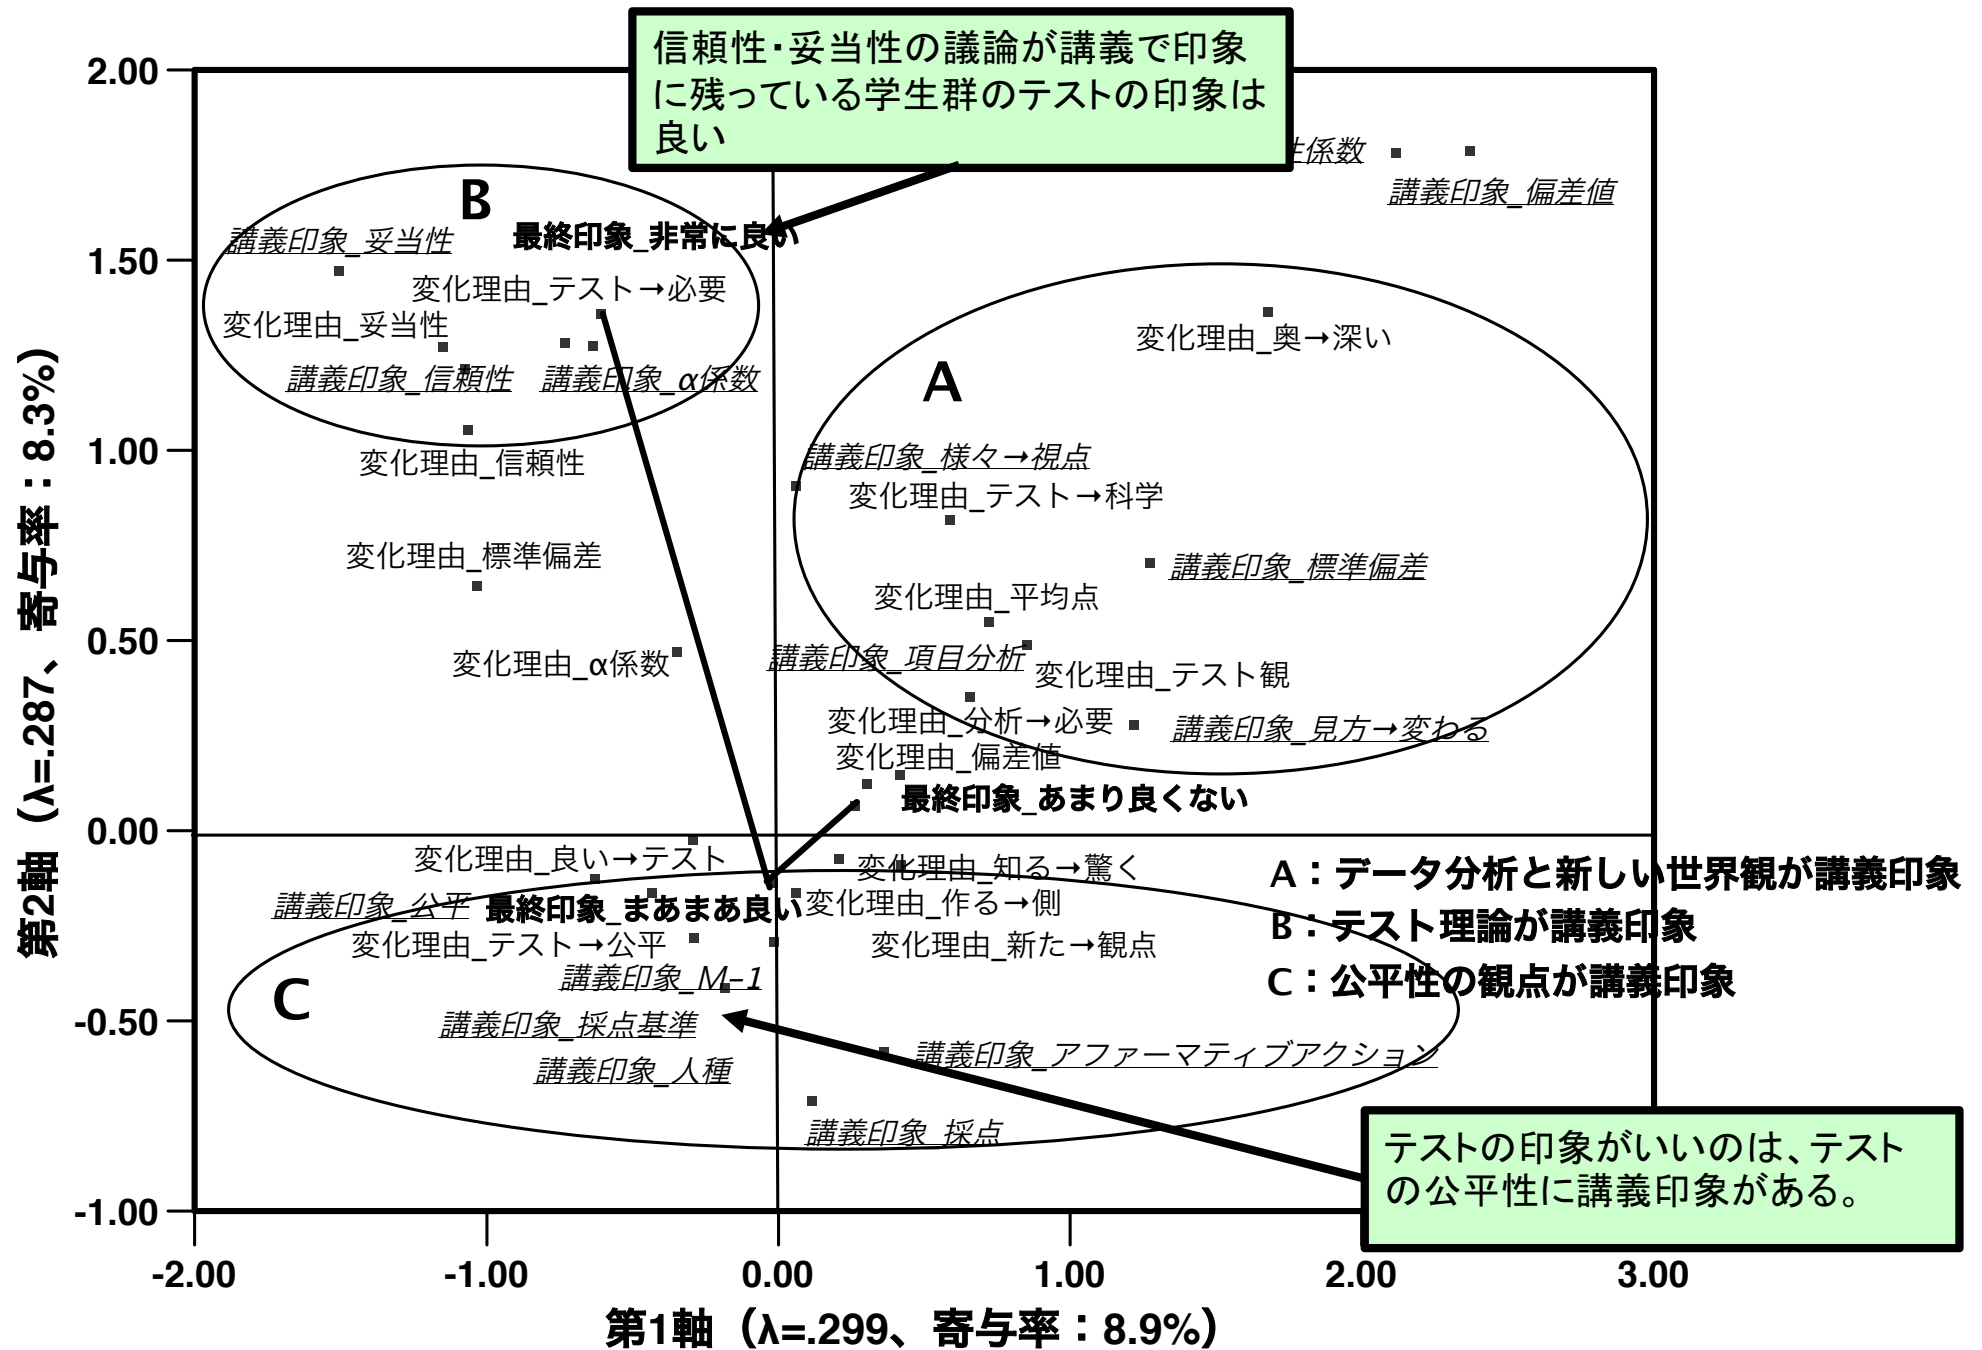 信頼性・妥当性の議論が講義で印象
に残っている学生群のテストの印象は
良い
2.00
性係数
講義印象_偏差値
B
講義印象_妥当性
最終印象_非常に良い
1.50
変化理由_テスト→必要
変化理由_妥当性
変化理由_奥→深い
講義印象_信頼性
講義印象_α係数
A
1.00
変化理由_信頼性
講義印象_様々→視点
変化理由_テスト→科学
変化理由_標準偏差
講義印象_標準偏差
変化理由_平均点
0.50
変化理由_α係数
講義印象_項目分析
変化理由_テスト観
変化理由_分析→必要
講義印象_見方→変わる
変化理由_偏差値
最終印象_あまり良くない
0.00
変化理由_良い→テスト
変化理由_知る→驚く
A：データ分析と新しい世界観が講義印象
講義印象_公平
最終印象_まあまあ良い
変化理由_作る→側
B：テスト理論が講義印象
変化理由_テスト→公平
変化理由_新たな→観点
C：公平性の観点が講義印象
講義印象_M-1
C
-0.50
講義印象_採点基準
講義印象_アファーマティブアクション
講義印象_人種
講義印象_採点
テストの印象がいいのは、テスト
の公平性に講義印象がある。
-1.00
-2.00
-1.00
0.00
1.00
2.00
3.00
第1軸（λ=.299、寄与率：8.9%）
第2軸（λ=.287、寄与率：8.3%）